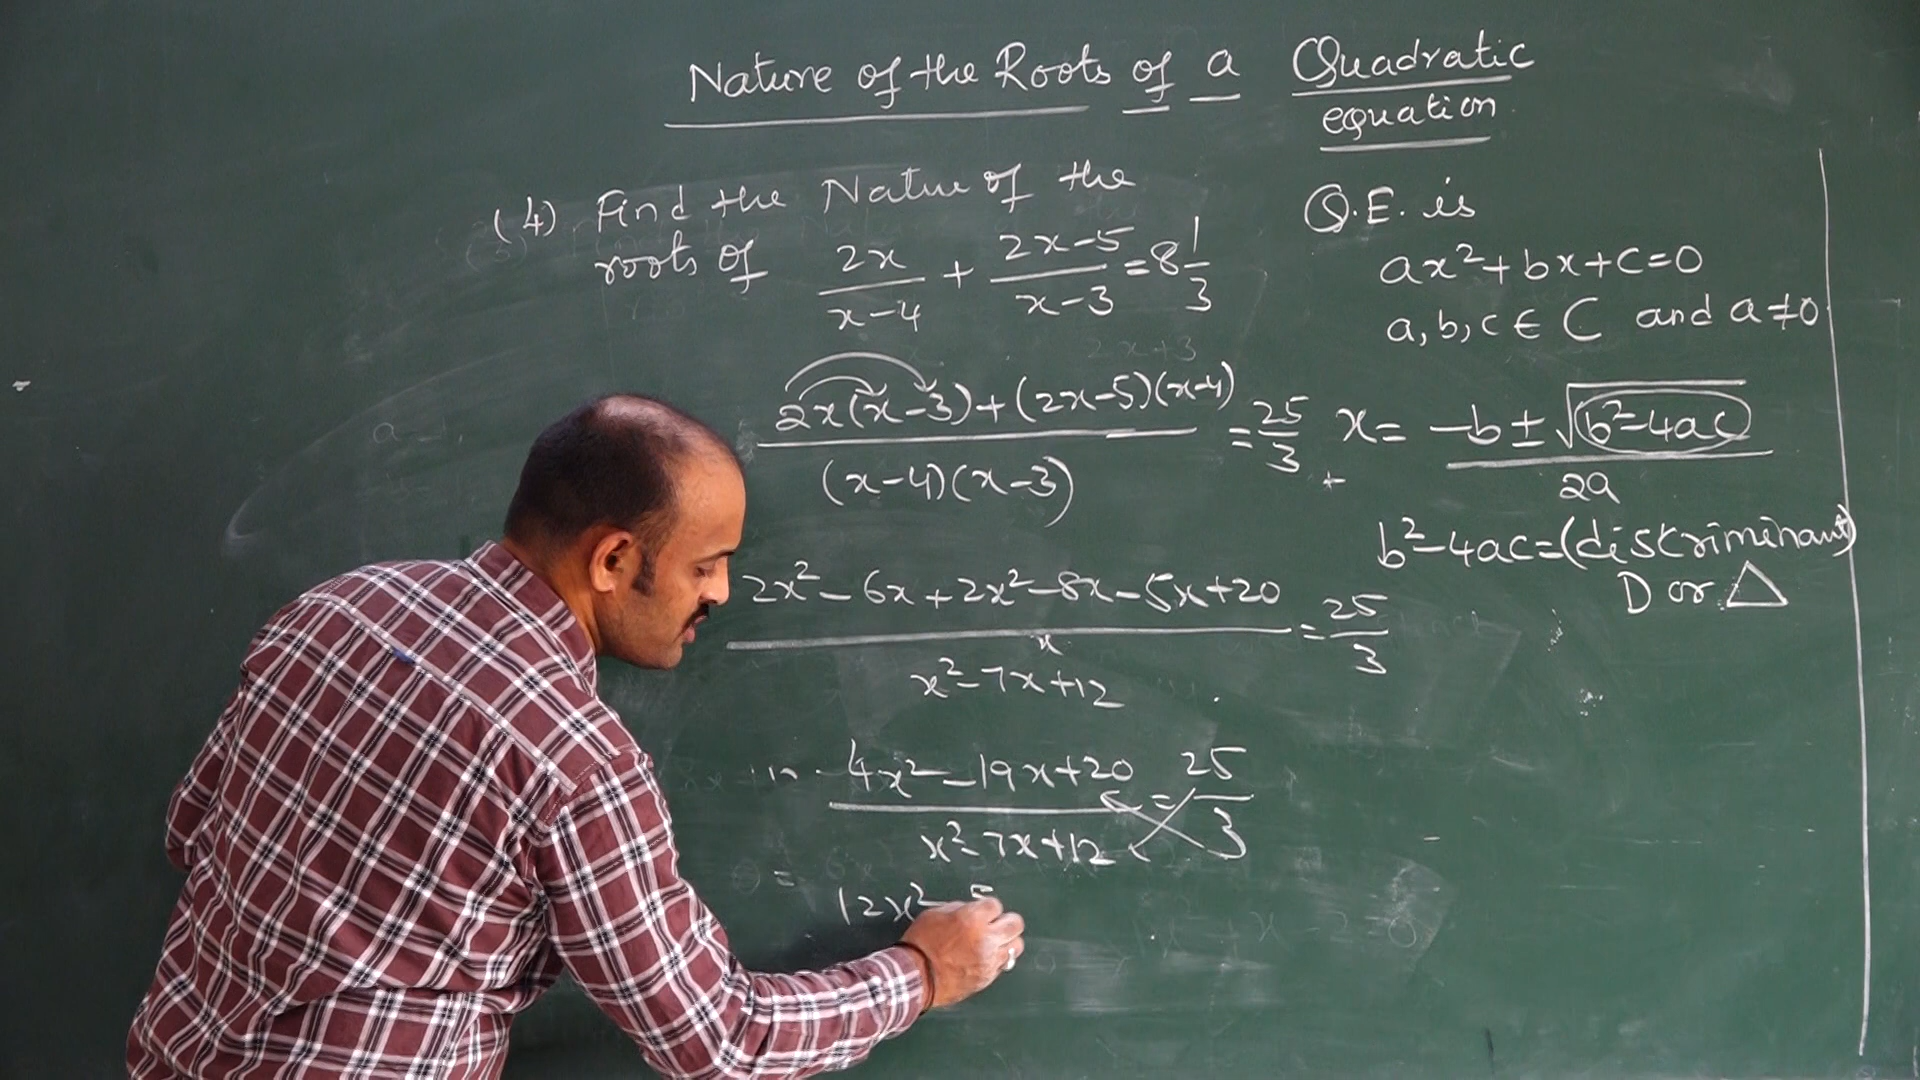 Nature of the Roots of a Quadratic
equation
(4) Find the Nature of the
roots of 2x/x-4 + 2x-5/x-3 = 8 1/3
2x(x-3)+(2x-5)(x-4)/(x-4)(x-3) = 25/3
2x²-6x+2x²-8x-5x+20/x²-7x+12 = 25/3
4x²-19x+20/x²-7x+12 = 25/3
12x²-5
Q.E. is
ax²+bx+c=0
a,b,c ∈ C and a≠0
x = -b±√b²-4ac/2a
b²-4ac=(discriminant)
D or △